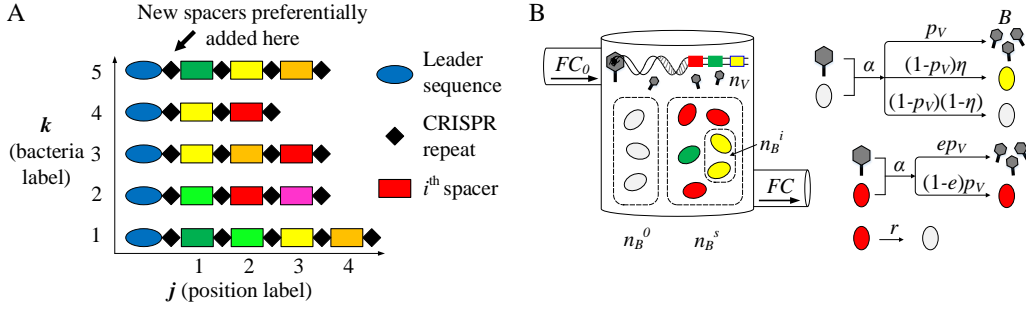 A
New spacers preferentially
added here
5
4
3
2
1
k
(bacteria
label)
1 2 3 4
j (position label)
Leader
sequence
CRISPR
repeat
iᵗʰ spacer
B
FC₀
n_V
n_B^i
FC
n_B^0 n_B^s
α
p_V
B
(1-p_V)η
(1-p_V)(1-η)
α
ep_V
(1-e)p_V
r